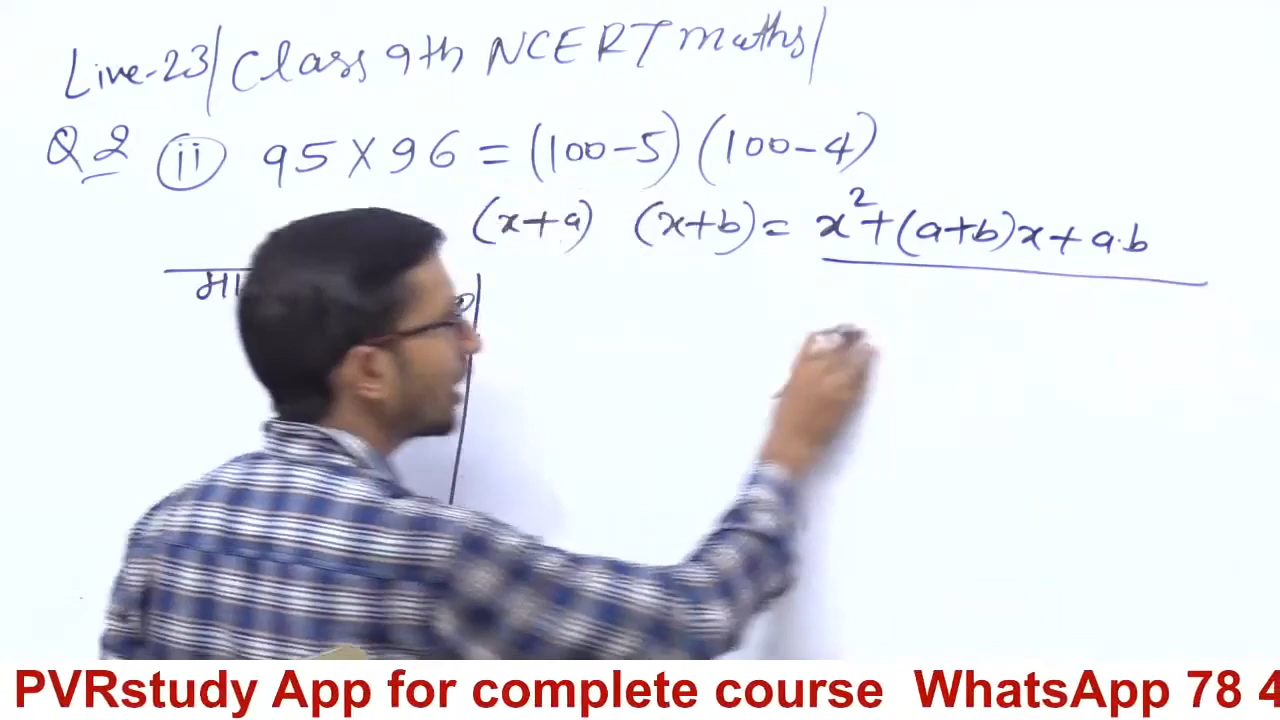 Live-23/Class 9th NCERT maths/
Q 2 (ii) 95 X 96 = (100-5) (100-4)
(x+a) (x+b) = x²+(a+b)x+a.b
PVRstudy App for complete course WhatsApp 78 4